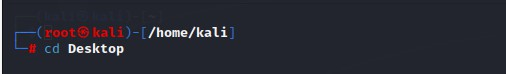 ┌──(root㉿kali)-[/home/kali]
└─# cd Desktop